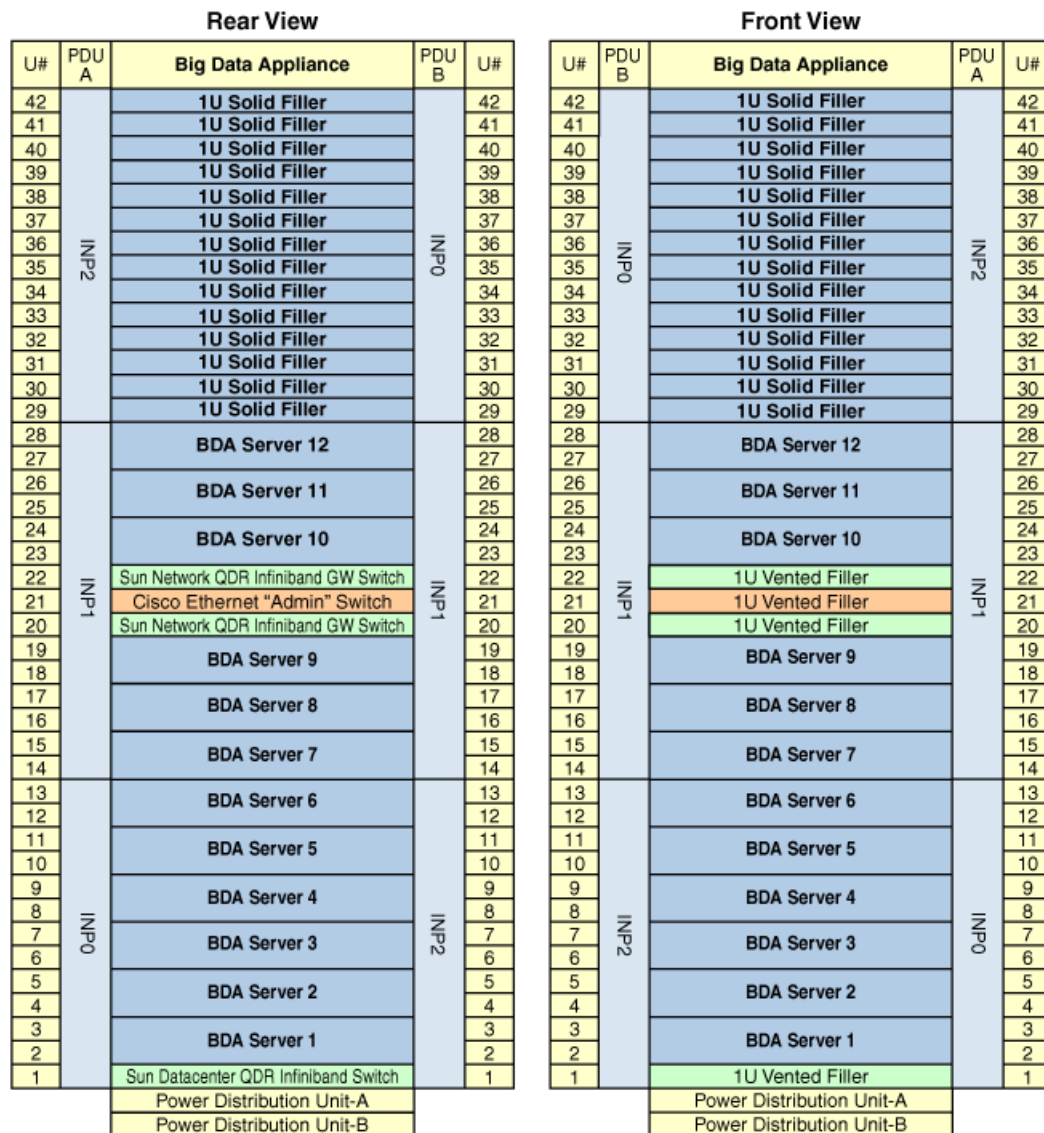 Rear View
U# PDU A Big Data Appliance PDU B U#
42 1U Solid Filler 42
41 1U Solid Filler 41
40 1U Solid Filler 40
39 1U Solid Filler 39
38 1U Solid Filler 38
37 1U Solid Filler 37
36 1U Solid Filler 36
35 INP2 1U Solid Filler INP0 35
34 1U Solid Filler 34
33 1U Solid Filler 33
32 1U Solid Filler 32
31 1U Solid Filler 31
30 1U Solid Filler 30
29 1U Solid Filler 29
28 BDA Server 12 28
27 27
26 BDA Server 11 26
25 25
24 BDA Server 10 24
23 23
22 Sun Network QDR Infiniband GW Switch 22
21 INP1 Cisco Ethernet "Admin" Switch INP1 21
20 Sun Network QDR Infiniband GW Switch 20
19 BDA Server 9 19
18 18
17 BDA Server 8 17
16 16
15 BDA Server 7 15
14 14
13 BDA Server 6 13
12 12
11 BDA Server 5 11
10 10
9 BDA Server 4 9
8 8
7 INP0 BDA Server 3 INP2 7
6 6
5 BDA Server 2 5
4 4
3 BDA Server 1 3
2 2
1 Sun Datacenter QDR Infiniband Switch 1
Power Distribution Unit-A
Power Distribution Unit-B
Front View
U# PDU B Big Data Appliance PDU A U#
42 1U Solid Filler 42
41 1U Solid Filler 41
40 1U Solid Filler 40
39 1U Solid Filler 39
38 1U Solid Filler 38
37 1U Solid Filler 37
36 1U Solid Filler 36
35 INP0 1U Solid Filler INP2 35
34 1U Solid Filler 34
33 1U Solid Filler 33
32 1U Solid Filler 32
31 1U Solid Filler 31
30 1U Solid Filler 30
29 1U Solid Filler 29
28 BDA Server 12 28
27 27
26 BDA Server 11 26
25 25
24 BDA Server 10 24
23 23
22 1U Vented Filler 22
21 INP1 1U Vented Filler INP1 21
20 1U Vented Filler 20
19 BDA Server 9 19
18 18
17 BDA Server 8 17
16 16
15 BDA Server 7 15
14 14
13 BDA Server 6 13
12 12
11 BDA Server 5 11
10 10
9 BDA Server 4 9
8 8
7 INP2 BDA Server 3 INP0 7
6 6
5 BDA Server 2 5
4 4
3 BDA Server 1 3
2 2
1 1U Vented Filler 1
Power Distribution Unit-A
Power Distribution Unit-B